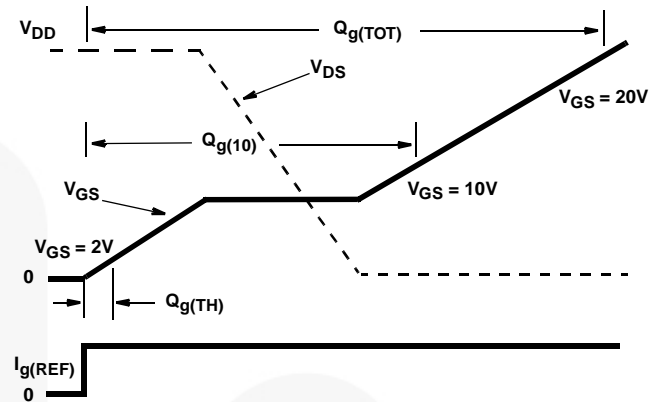 V_DD
Q_g(TOT)
V_DS
V_GS = 20V
Q_g(10)
V_GS
V_GS = 10V
V_GS = 2V
0
Q_g(TH)
I_g(REF)
0